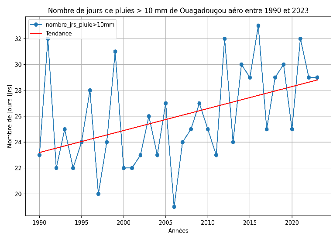 Nombre de jours de pluies > 10 mm de Ouagadougou aéro entre 1990 et 2023
nombre_jrs_pluie>10mm
Tendance
Nombre de jours (jrs)
32
30
28
26
24
22
20
1990
1995
2000
2005
2010
2015
2020
Années